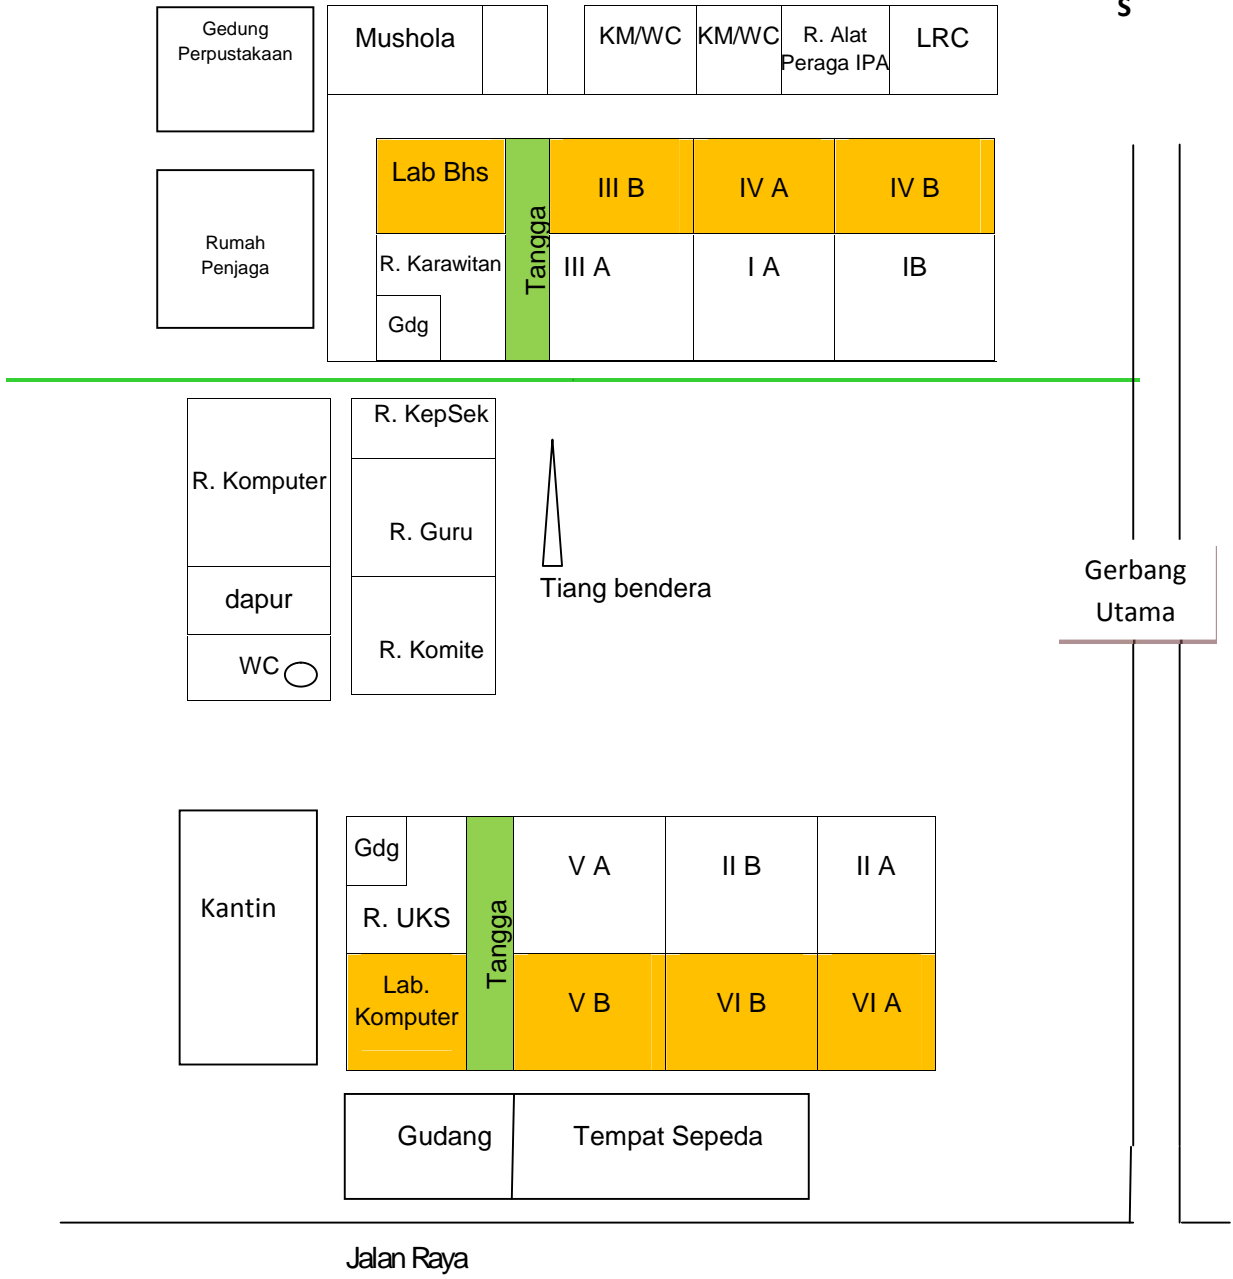 S
Gedung
Perpustakaan
Mushola
KM/WC
KM/WC
R. Alat
Peraga IPA
LRC
Lab Bhs
Tangga
III B
IV A
IV B
Rumah
Penjaga
R. Karawitan
III A
I A
IB
Gdg
R. KepSek
R. Komputer
R. Guru
Tiang bendera
Gerbang
Utama
dapur
R. Komite
WC
Gdg
V A
II B
II A
Kantin
R. UKS
Tangga
Lab.
Komputer
V B
VI B
VI A
Gudang
Tempat Sepeda
Jalan Raya